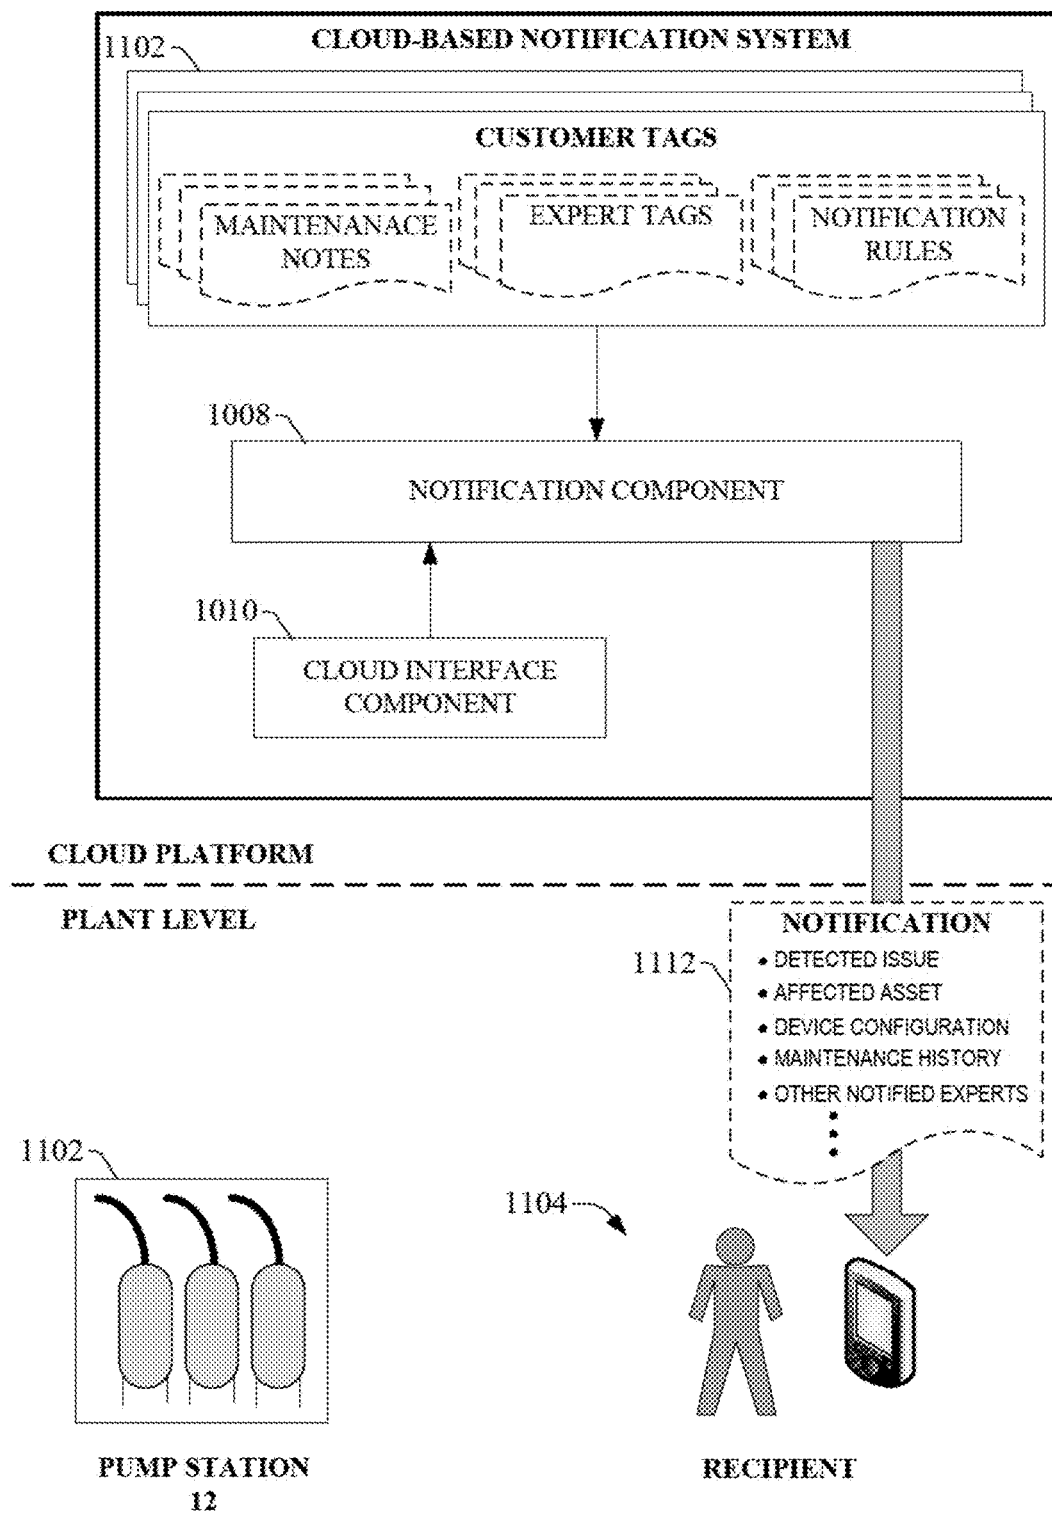 CLOUD-BASED NOTIFICATION SYSTEM
1102
CUSTOMER TAGS
MAINTENANACE
NOTES
EXPERT TAGS
NOTIFICATION
RULES
1008
NOTIFICATION COMPONENT
1010
CLOUD INTERFACE
COMPONENT
CLOUD PLATFORM
PLANT LEVEL
NOTIFICATION
1112
• DETECTED ISSUE
• AFFECTED ASSET
• DEVICE CONFIGURATION
• MAINTENANCE HISTORY
• OTHER NOTIFIED EXPERTS
1102
1104
PUMP STATION
12
RECIPIENT